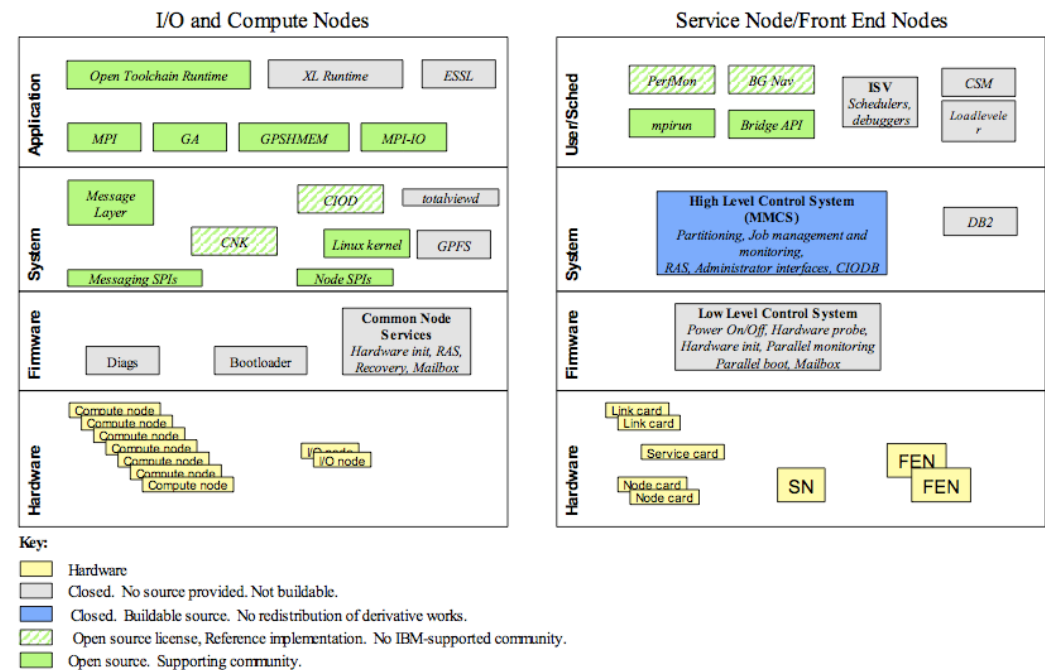 I/O and Compute Nodes
Application
Open Toolchain Runtime
XL Runtime
ESSL
MPI
GA
GPSHMEM
MPI-IO
System
Message
Layer
CIOD
totalviewd
CNK
Linux kernel
GPFS
Messaging SPIs
Node SPIs
Firmware
Common Node
Services
Hardware init, RAS,
Recovery, Mailbox
Diags
Bootloader
Hardware
Compute node
Compute node
Compute node
Compute node
Compute node
Compute node
Compute node
I/O node
I/O node
Service Node/Front End Nodes
User/Sched
PerfMon
BG Nav
ISV
Schedulers,
debuggers
CSM
mpirun
Bridge API
Loadlevele
r
System
High Level Control System
(MMCS)
Partitioning, Job management and
monitoring,
RAS, Administrator interfaces, CIODB
DB2
Firmware
Low Level Control System
Power On/Off, Hardware probe,
Hardware init, Parallel monitoring
Parallel boot, Mailbox
Hardware
Link card
Link card
Service card
Node card
Node card
SN
FEN
FEN
Key:
Hardware
Closed. No source provided. Not buildable.
Closed. Buildable source. No redistribution of derivative works.
Open source license, Reference implementation. No IBM-supported community.
Open source. Supporting community.